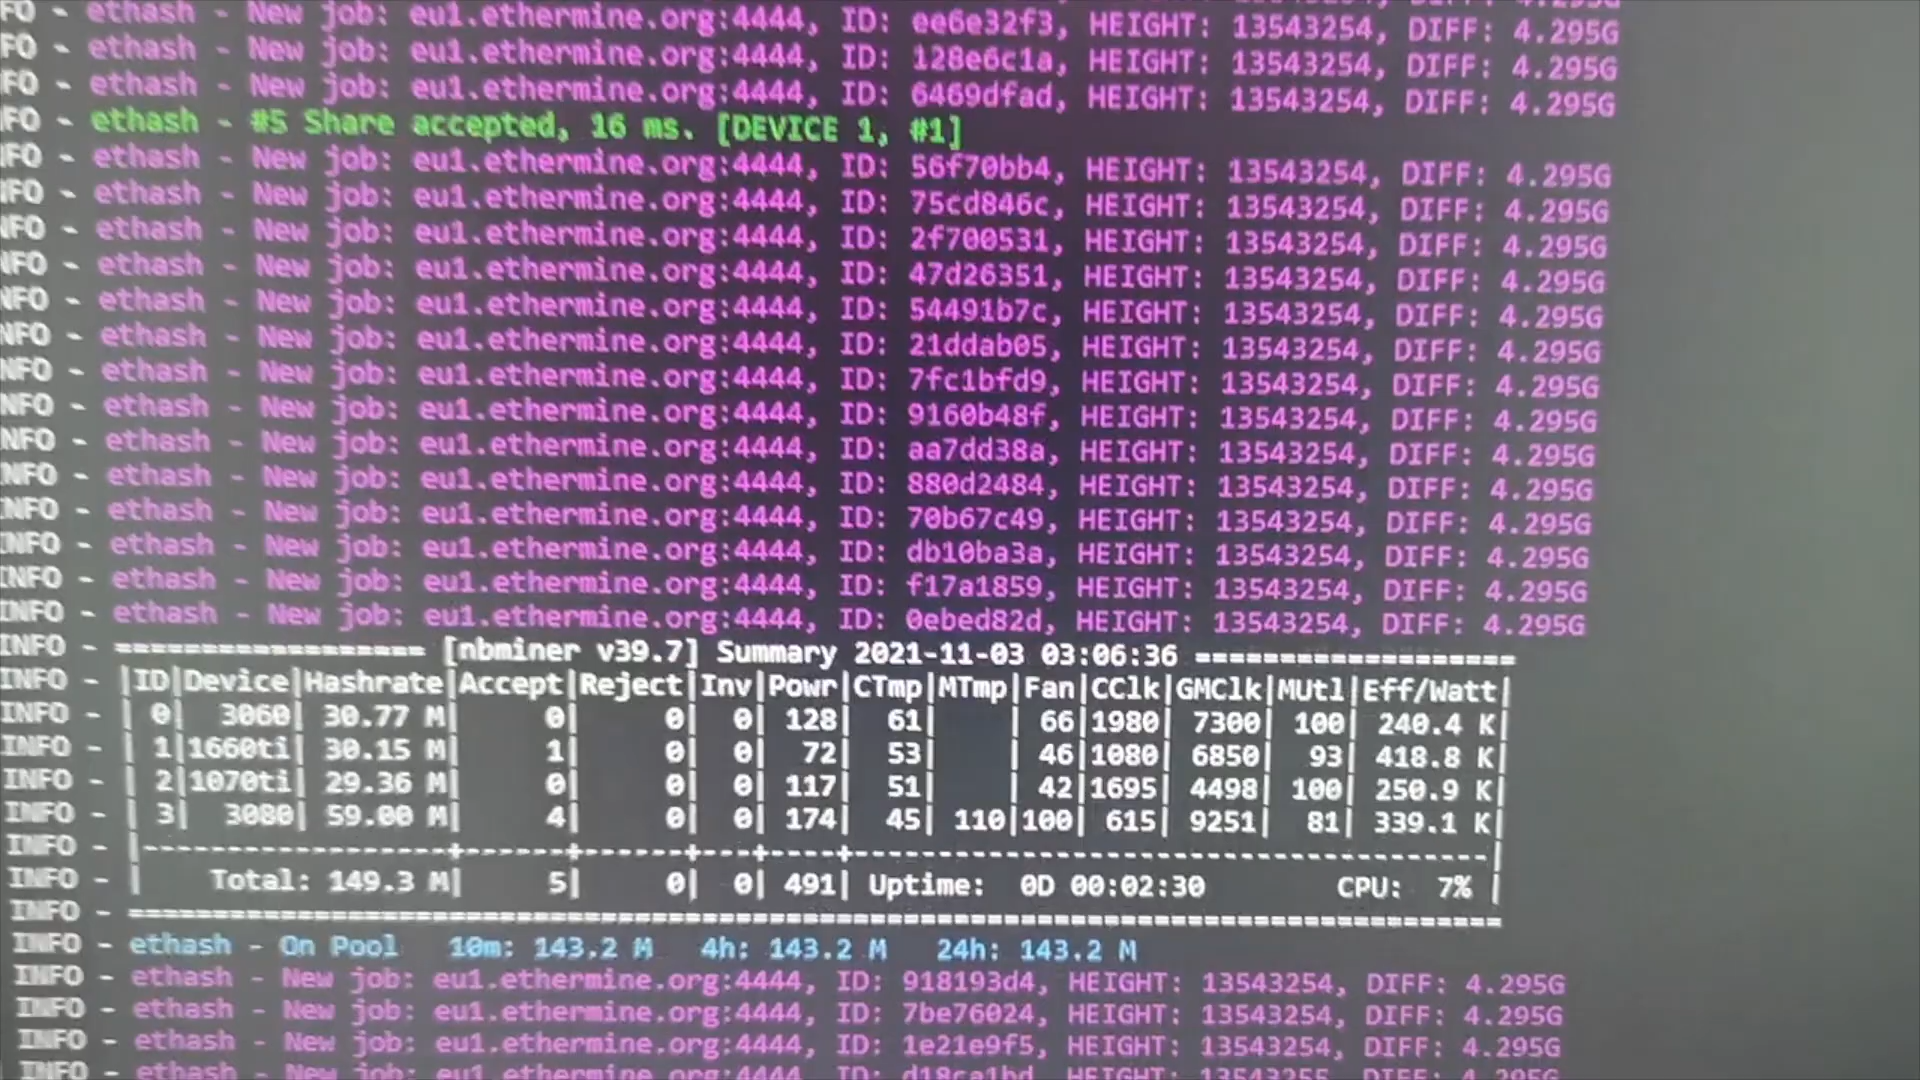 FO - ethash - New job: eu1.ethermine.org:4444, ID: ee6e32f3, HEIGHT: 13543254, DIFF: 4.295G
FO - ethash - New job: eu1.ethermine.org:4444, ID: 128e6c1a, HEIGHT: 13543254, DIFF: 4.295G
FO - ethash - New job: eu1.ethermine.org:4444, ID: 6469dfad, HEIGHT: 13543254, DIFF: 4.295G
FO - ethash - #5 Share accepted, 16 ms. [DEVICE 1, #1]
FO - ethash - New job: eu1.ethermine.org:4444, ID: 56f70bb4, HEIGHT: 13543254, DIFF: 4.295G
FO - ethash - New job: eu1.ethermine.org:4444, ID: 75cd846c, HEIGHT: 13543254, DIFF: 4.295G
NFO - ethash - New job: eu1.ethermine.org:4444, ID: 2f700531, HEIGHT: 13543254, DIFF: 4.295G
NFO - ethash - New job: eu1.ethermine.org:4444, ID: 47d26351, HEIGHT: 13543254, DIFF: 4.295G
NFO - ethash - New job: eu1.ethermine.org:4444, ID: 54491b7c, HEIGHT: 13543254, DIFF: 4.295G
NFO - ethash - New job: eu1.ethermine.org:4444, ID: 21ddab05, HEIGHT: 13543254, DIFF: 4.295G
NFO - ethash - New job: eu1.ethermine.org:4444, ID: 7fc1bfd9, HEIGHT: 13543254, DIFF: 4.295G
NFO - ethash - New job: eu1.ethermine.org:4444, ID: 9160b48f, HEIGHT: 13543254, DIFF: 4.295G
NFO - ethash - New job: eu1.ethermine.org:4444, ID: aa7dd38a, HEIGHT: 13543254, DIFF: 4.295G
NFO - ethash - New job: eu1.ethermine.org:4444, ID: 880d2484, HEIGHT: 13543254, DIFF: 4.295G
INFO - ethash - New job: eu1.ethermine.org:4444, ID: 70b67c49, HEIGHT: 13543254, DIFF: 4.295G
INFO - ethash - New job: eu1.ethermine.org:4444, ID: db10ba3a, HEIGHT: 13543254, DIFF: 4.295G
INFO - ethash - New job: eu1.ethermine.org:4444, ID: f17a1859, HEIGHT: 13543254, DIFF: 4.295G
INFO - ethash - New job: eu1.ethermine.org:4444, ID: 0ebed82d, HEIGHT: 13543254, DIFF: 4.295G
INFO - =================== [nbminer v39.7] Summary 2021-11-03 03:06:36 ===================
INFO - |ID|Device|Hashrate|Accept|Reject|Inv|Powr|CTmp|MTmp|Fan|CClk|GMClk|MUtl|Eff/Watt|
INFO - | 0| 3060| 30.77 M| 0| 0| 0| 128| 61| | 66|1980| 7300| 100| 240.4 K|
INFO - | 1|1660ti| 30.15 M| 1| 0| 0| 72| 53| | 46|1080| 6850| 93| 418.8 K|
INFO - | 2|1070ti| 29.36 M| 0| 0| 0| 117| 51| | 42|1695| 4498| 100| 250.9 K|
INFO - | 3| 3080| 59.00 M| 4| 0| 0| 174| 45| 110|100| 615| 9251| 81| 339.1 K|
INFO - |------------------+------+------+---+----+---------------------------------------|
INFO - | Total: 149.3 M| 5| 0| 0| 491| Uptime: 0D 00:02:30 CPU: 7% |
INFO - ==================================================================================
INFO - ethash - On Pool 10m: 143.2 M 4h: 143.2 M 24h: 143.2 M
INFO - ethash - New job: eu1.ethermine.org:4444, ID: 918193d4, HEIGHT: 13543254, DIFF: 4.295G
INFO - ethash - New job: eu1.ethermine.org:4444, ID: 7be76024, HEIGHT: 13543254, DIFF: 4.295G
INFO - ethash - New job: eu1.ethermine.org:4444, ID: 1e21e9f5, HEIGHT: 13543254, DIFF: 4.295G
INFO - ethash - New job: eu1.ethermine.org:4444, ID: d18ca1bd, HEIGHT: 13543255, DIFF: 4.295G